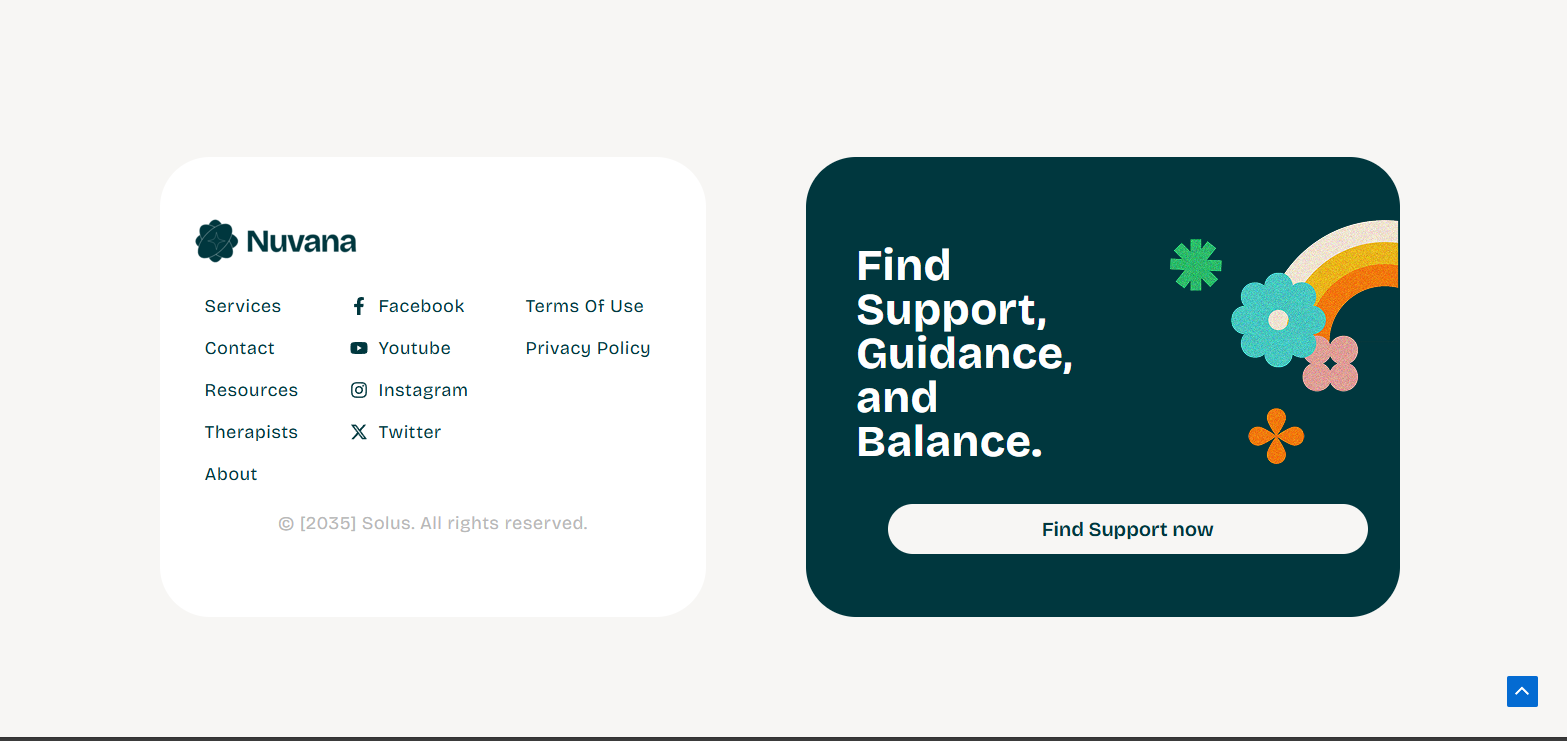 Nuvana
Services
Contact
Resources
Therapists
About
Facebook
Youtube
Instagram
Twitter
Terms Of Use
Privacy Policy
© [2035] Solus. All rights reserved.
Find
Support,
Guidance,
and
Balance.
Find Support now